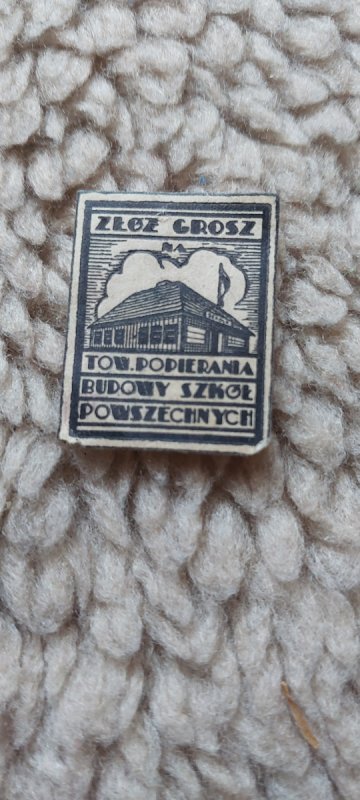 ZŁÓŻ GROSZ
NA
TOW. POPIERANIA
BUDOWY SZKÓŁ
POWSZECHNYCH